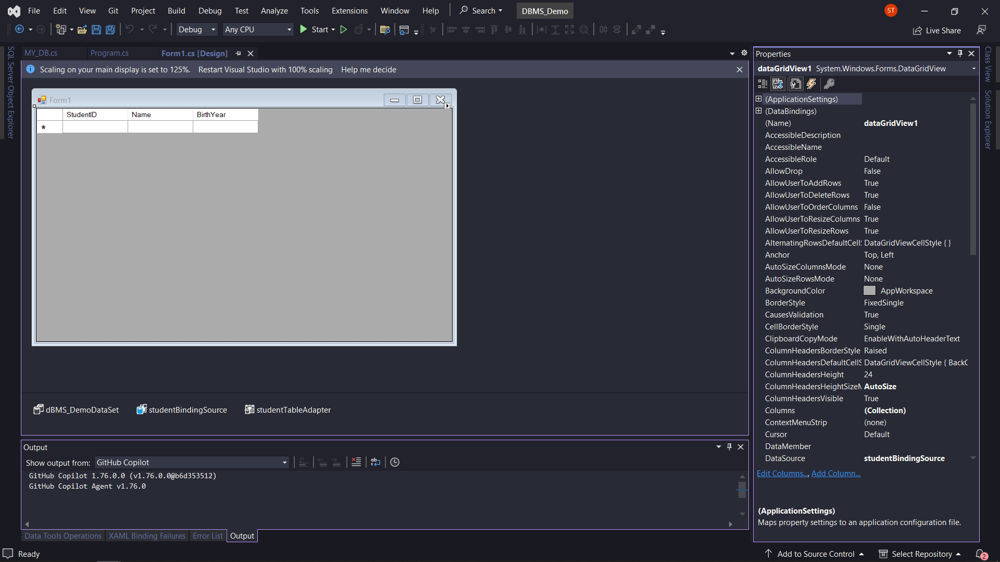 File Edit View Git Project Build Debug Test Analyze Tools Extensions Window Help Search DBMS_Demo ST
Debug Any CPU Start Live Share
SQL Server Object Explorer
MY_DB.cs Program.cs Form1.cs [Design]
Scaling on your main display is set to 125%. Restart Visual Studio with 100% scaling Help me decide
Form1
StudentID Name BirthYear
*
dBMS_DemoDataSet studentBindingSource studentTableAdapter
Output
Show output from: GitHub Copilot
GitHub Copilot 1.76.0.0 (v1.76.0.0@b6d353512)
GitHub Copilot Agent v1.76.0
Data Tools Operations XAML Binding Failures Error List Output
Properties
dataGridView1 System.Windows.Forms.DataGridView
(ApplicationSettings)
(DataBindings)
(Name) dataGridView1
AccessibleDescription
AccessibleName
AccessibleRole Default
AllowDrop False
AllowUserToAddRows True
AllowUserToDeleteRows True
AllowUserToOrderColumns False
AllowUserToResizeColumns True
AllowUserToResizeRows True
AlternatingRowsDefaultCell DataGridViewCellStyle { }
Anchor Top, Left
AutoSizeColumnsMode None
AutoSizeRowsMode None
BackgroundColor AppWorkspace
BorderStyle FixedSingle
CausesValidation True
CellBorderStyle Single
ClipboardCopyMode EnableWithAutoHeaderText
ColumnHeadersBorderStyle Raised
ColumnHeadersDefaultCellS DataGridViewCellStyle { BackC
ColumnHeadersHeight 24
ColumnHeadersHeightSizeM AutoSize
ColumnHeadersVisible True
Columns (Collection)
ContextMenuStrip (none)
Cursor Default
DataMember
DataSource studentBindingSource
Edit Columns..., Add Column...
(ApplicationSettings)
Maps property settings to an application configuration file.
Class View
Solution Explorer
Ready Add to Source Control Select Repository 2